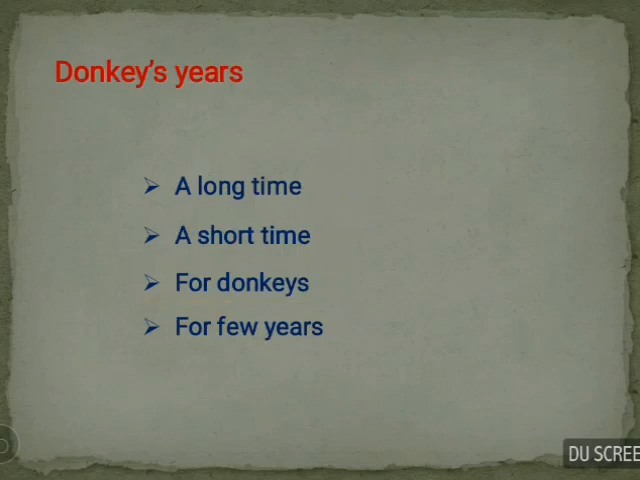 Donkey's years
A long time
A short time
For donkeys
For few years
DU SCREE